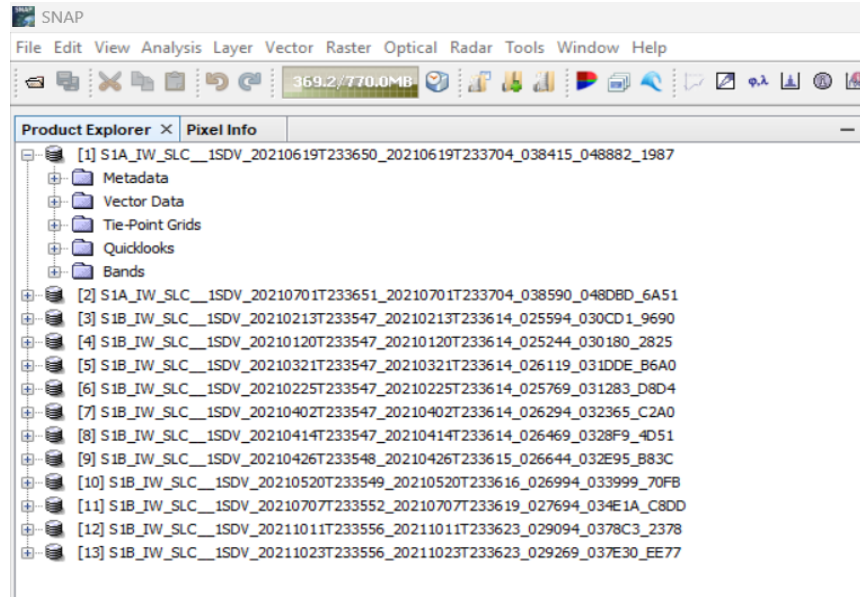 SNAP
File Edit View Analysis Layer Vector Raster Optical Radar Tools Window Help
369.2/770.0MB φ,λ
Product Explorer × Pixel Info
[1] S1A_IW_SLC__1SDV_20210619T233650_20210619T233704_038415_048882_1987
Metadata
Vector Data
Tie-Point Grids
Quicklooks
Bands
[2] S1A_IW_SLC__1SDV_20210701T233651_20210701T233704_038590_048DBD_6A51
[3] S1B_IW_SLC__1SDV_20210213T233547_20210213T233614_025594_030CD1_9690
[4] S1B_IW_SLC__1SDV_20210120T233547_20210120T233614_025244_030180_2825
[5] S1B_IW_SLC__1SDV_20210321T233547_20210321T233614_026119_031DDE_B6A0
[6] S1B_IW_SLC__1SDV_20210225T233547_20210225T233614_025769_031283_D8D4
[7] S1B_IW_SLC__1SDV_20210402T233547_20210402T233614_026294_032365_C2A0
[8] S1B_IW_SLC__1SDV_20210414T233547_20210414T233614_026469_0328F9_4D51
[9] S1B_IW_SLC__1SDV_20210426T233548_20210426T233615_026644_032E95_B83C
[10] S1B_IW_SLC__1SDV_20210520T233549_20210520T233616_026994_033999_70FB
[11] S1B_IW_SLC__1SDV_20210707T233552_20210707T233619_027694_034E1A_C8DD
[12] S1B_IW_SLC__1SDV_20211011T233556_20211011T233623_029094_0378C3_2378
[13] S1B_IW_SLC__1SDV_20211023T233556_20211023T233623_029269_037E30_EE77